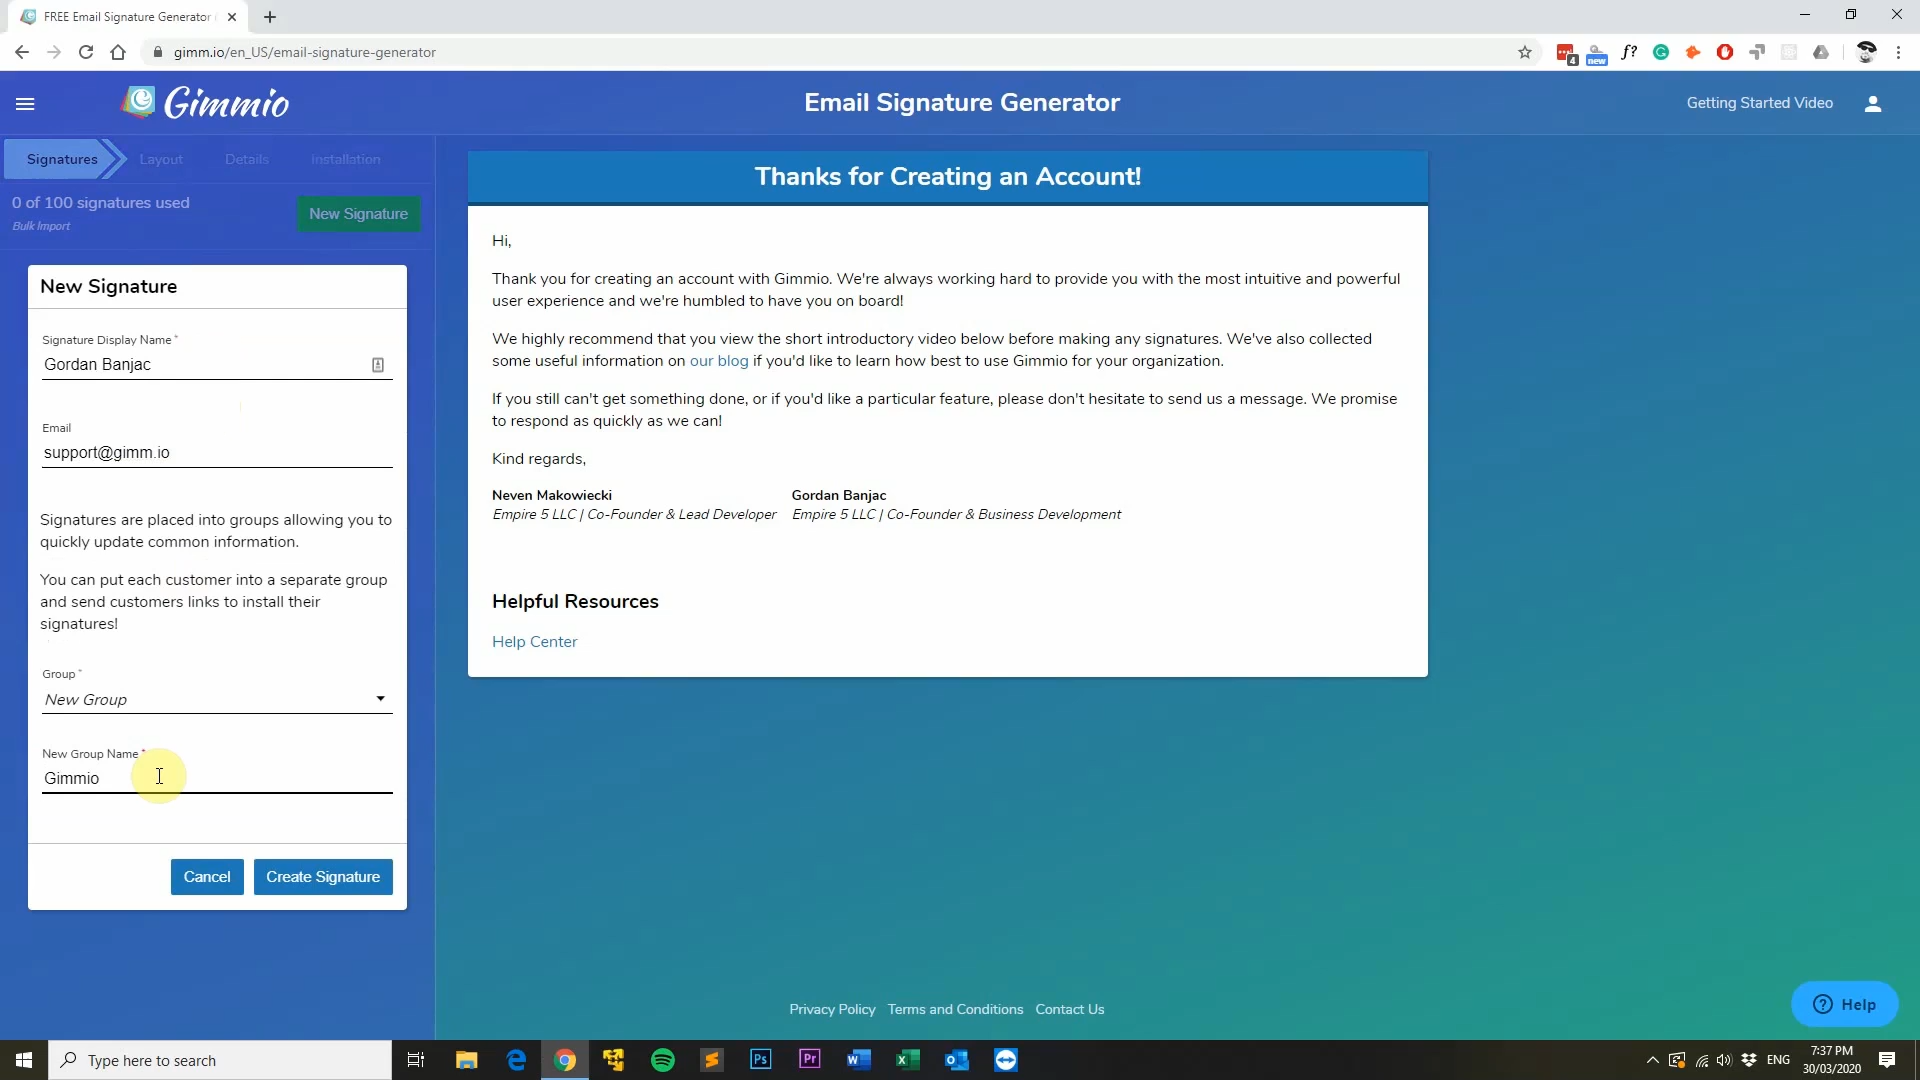 FREE Email Signature Generator
gimm.io/en_US/email-signature-generator
4
new
f?
Gimmio
Email Signature Generator
Getting Started Video
Signatures
Layout
Details
Installation
0 of 100 signatures used
Bulk Import
New Signature
New Signature
Signature Display Name *
Gordan Banjac
Email
support@gimm.io
Signatures are placed into groups allowing you to
quickly update common information.
You can put each customer into a separate group
and send customers links to install their
signatures!
Group *
New Group
New Group Name *
Gimmio
Cancel
Create Signature
Thanks for Creating an Account!
Hi,
Thank you for creating an account with Gimmio. We're always working hard to provide you with the most intuitive and powerful
user experience and we're humbled to have you on board!
We highly recommend that you view the short introductory video below before making any signatures. We've also collected
some useful information on our blog if you'd like to learn how best to use Gimmio for your organization.
If you still can't get something done, or if you'd like a particular feature, please don't hesitate to send us a message. We promise
to respond as quickly as we can!
Kind regards,
Neven Makowiecki
Empire 5 LLC | Co-Founder & Lead Developer
Gordan Banjac
Empire 5 LLC | Co-Founder & Business Development
Helpful Resources
Help Center
Privacy Policy
Terms and Conditions
Contact Us
? Help
Type here to search
Ps
Pr
ENG
7:37 PM
30/03/2020